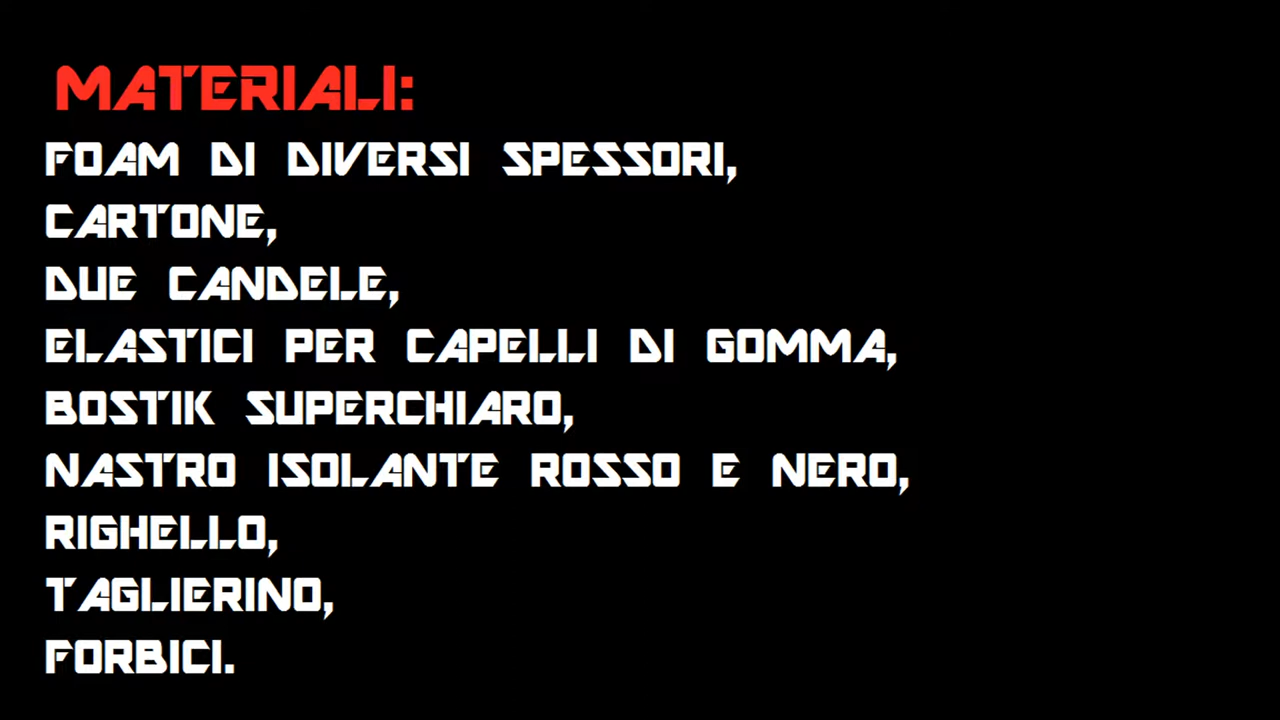 MATERIALI:
FOAM DI DIVERSI SPESSORI,
CARTONE,
DUE CANDELE,
ELASTICI PER CAPELLI DI GOMMA,
BOSTIK SUPERCHIARO,
NASTRO ISOLANTE ROSSO E NERO,
RIGHELLO,
TAGLIERINO,
FORBICI.